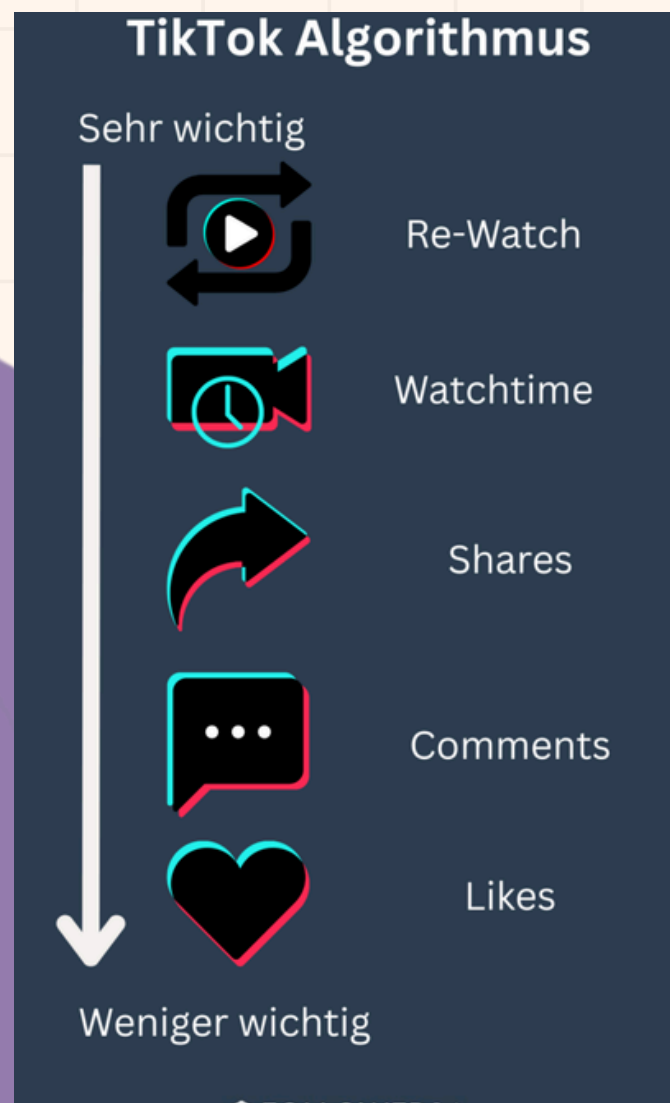 TikTok Algorithmus
Sehr wichtig
Re-Watch
Watchtime
Shares
Comments
Likes
Weniger wichtig